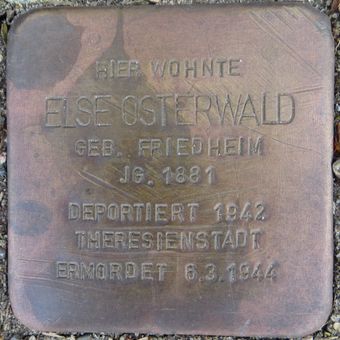 HIER WOHNTE
ELSE OSTERWALD
GEB. FRIEDHEIM
JG. 1881
DEPORTIERT 1942
THERESIENSTADT
ERMORDET 6.3.1944